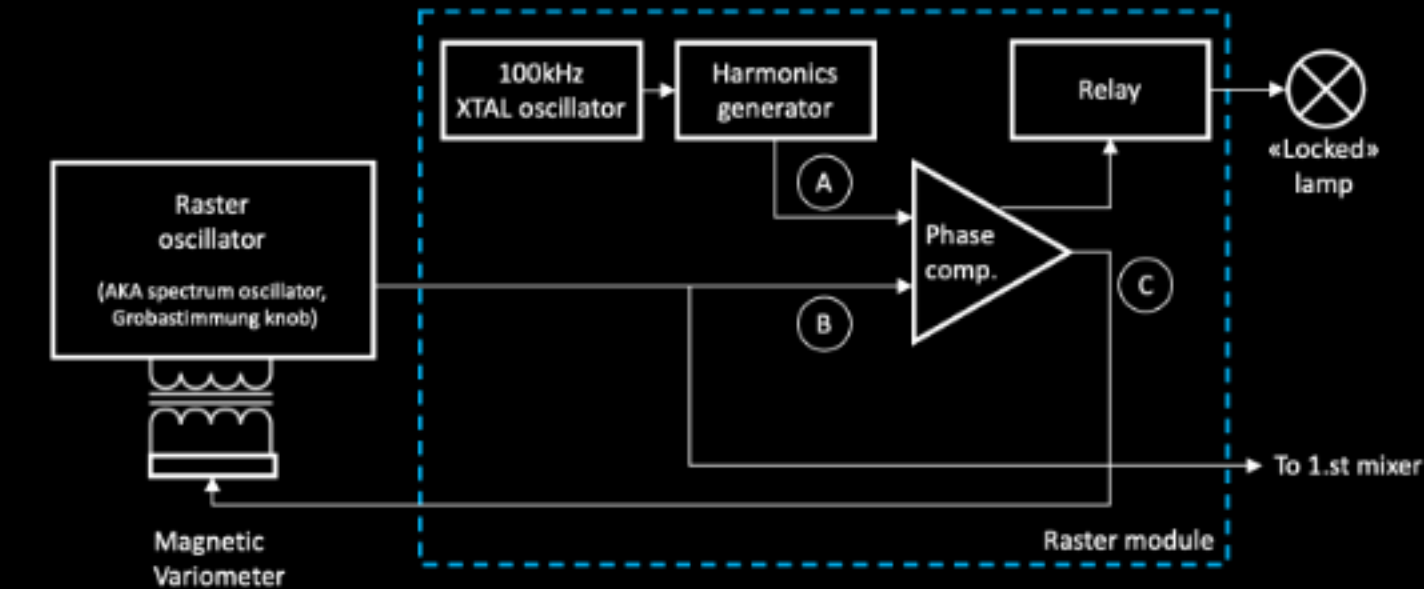 100kHz
XTAL oscillator
Harmonics
generator
Relay
«Locked»
lamp
A
Raster
oscillator
(AKA spectrum oscillator,
Grobastimmung knob)
Phase
comp.
B
C
To 1.st mixer
Raster module
Magnetic
Variometer